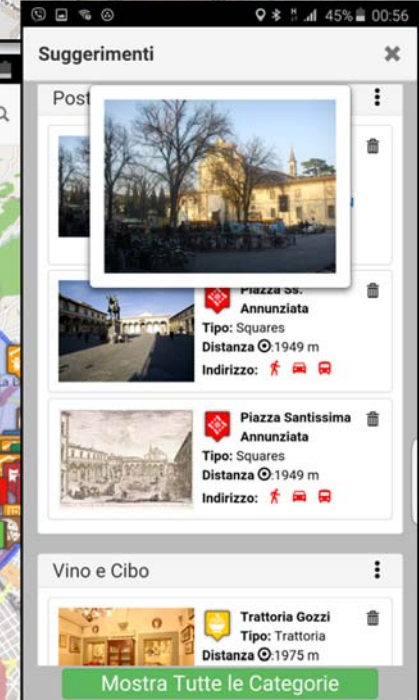 45% 00:56
Suggerimenti
Post
Piazza Ss.
Annunziata
Tipo: Squares
Distanza :1949 m
Indirizzo:
Piazza Santissima
Annunziata
Tipo: Squares
Distanza :1949 m
Indirizzo:
Vino e Cibo
Trattoria Gozzi
Tipo: Trattoria
Distanza :1975 m
Mostra Tutte le Categorie